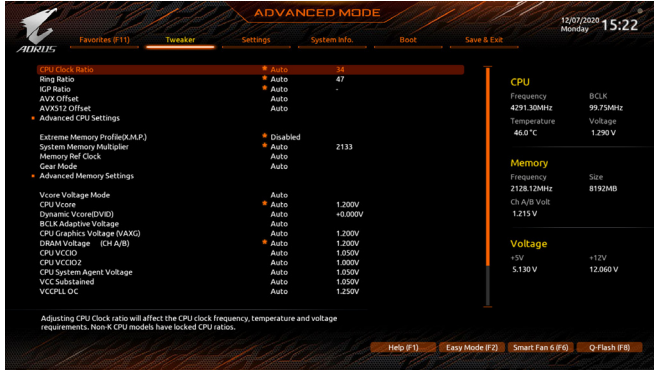 ADVANCED MODE
12/07/2020 Monday 15:22
AORUS
Favorites (F11) Tweaker Settings System Info. Boot Save & Exit
CPU Clock Ratio Auto 34
Ring Ratio Auto 47
IGP Ratio Auto -
AVX Offset Auto
AVX512 Offset Auto
Advanced CPU Settings
Extreme Memory Profile(X.M.P.) Disabled
System Memory Multiplier Auto 2133
Memory Ref Clock Auto
Gear Mode Auto
Advanced Memory Settings
Vcore Voltage Mode Auto
CPU Vcore Auto 1.200V
Dynamic Vcore(DVID) Auto +0.000V
BCLK Adaptive Voltage Auto
CPU Graphics Voltage (VAXG) Auto 1.200V
DRAM Voltage (CH A/B) Auto 1.200V
CPU VCCIO Auto 1.050V
CPU VCCIO2 Auto 1.000V
CPU System Agent Voltage Auto 1.050V
VCC Substained Auto 1.050V
VCCPLL OC Auto 1.250V
CPU
Frequency BCLK
4291.30MHz 99.75MHz
Temperature Voltage
46.0 °C 1.290 V
Memory
Frequency Size
2128.12MHz 8192MB
Ch A/B Volt
1.215 V
Voltage
+5V +12V
5.130 V 12.060 V
Adjusting CPU Clock ratio will affect the CPU clock frequency, temperature and voltage
requirements. Non-K CPU models have locked CPU ratios.
Help (F1) Easy Mode (F2) Smart Fan 6 (F6) Q-Flash (F8)